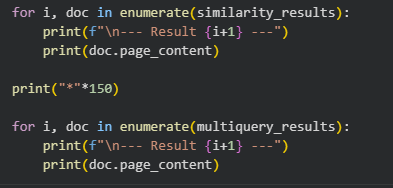 for i, doc in enumerate(similarity_results):
    print(f"\n--- Result {i+1} ---")
    print(doc.page_content)

print("*"*150)

for i, doc in enumerate(multiquery_results):
    print(f"\n--- Result {i+1} ---")
    print(doc.page_content)